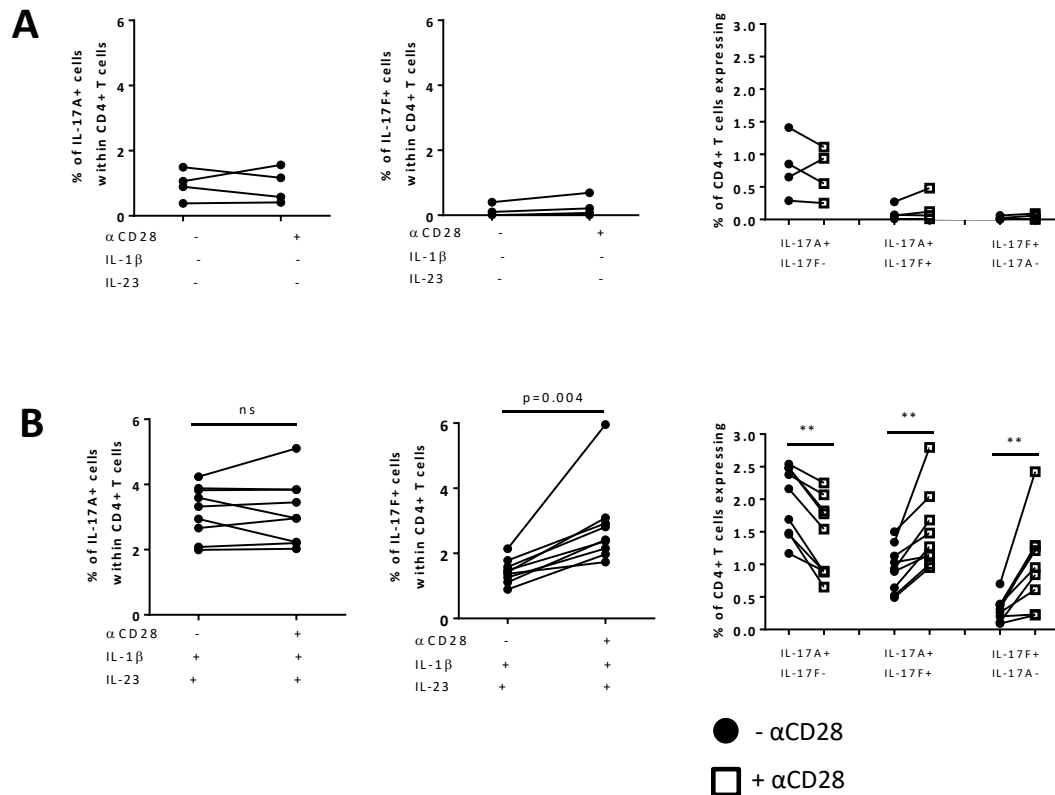 A
% of IL-17A+ cells
within CD4+ T cells
6
4
2
0
αCD28 - +
IL-1β - -
IL-23 - -
% of IL-17F+ cells
within CD4+ T cells
6
4
2
0
αCD28 - +
IL-1β - -
IL-23 - -
% of CD4+ T cells expressing
3.0
2.5
2.0
1.5
1.0
0.5
0.0
IL-17A+ IL-17A+ IL-17F+
IL-17F- IL-17F+ IL-17A-
B
% of IL-17A+ cells
within CD4+ T cells
ns
6
4
2
0
αCD28 - +
IL-1β + +
IL-23 + +
% of IL-17F+ cells
within CD4+ T cells
p=0.004
6
4
2
0
αCD28 - +
IL-1β + +
IL-23 + +
% of CD4+ T cells expressing
** ** **
3.0
2.5
2.0
1.5
1.0
0.5
0.0
IL-17A+ IL-17A+ IL-17F+
IL-17F- IL-17F+ IL-17A-
- αCD28
+ αCD28